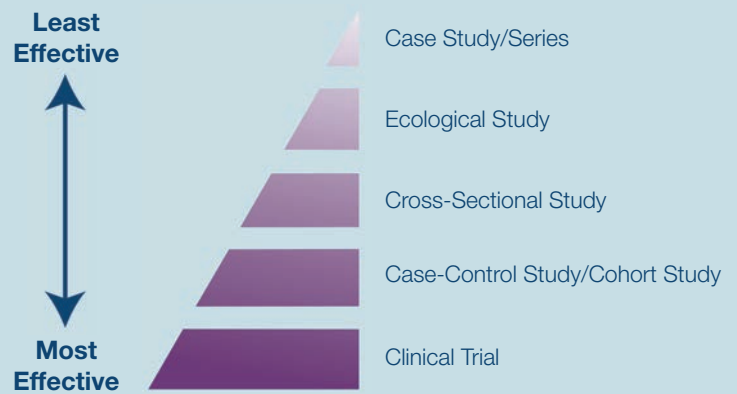 Least
Effective
Case Study/Series
Ecological Study
Cross-Sectional Study
Case-Control Study/Cohort Study
Most
Effective
Clinical Trial